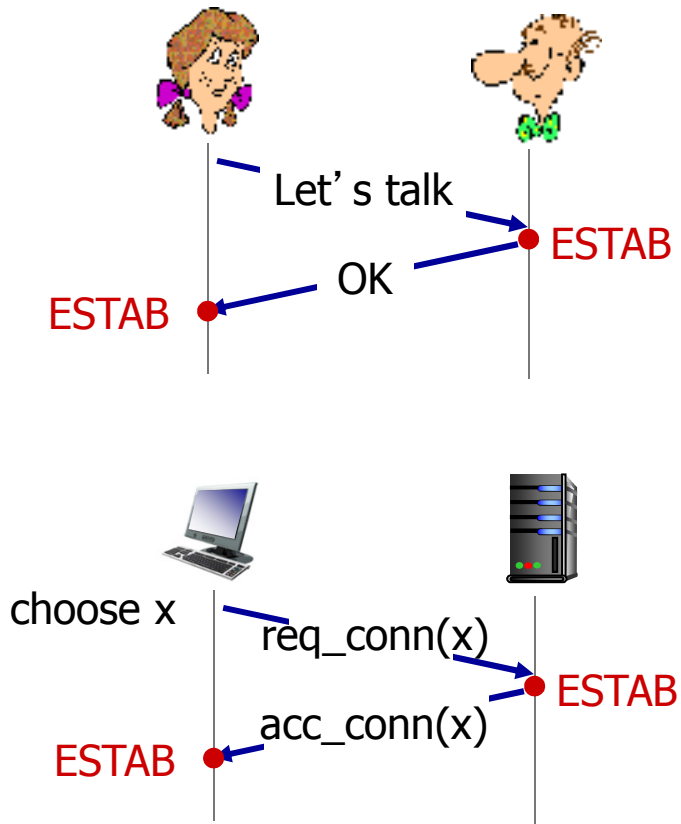 Let’s talk
ESTAB
OK
ESTAB
choose x
req_conn(x)
ESTAB
acc_conn(x)
ESTAB